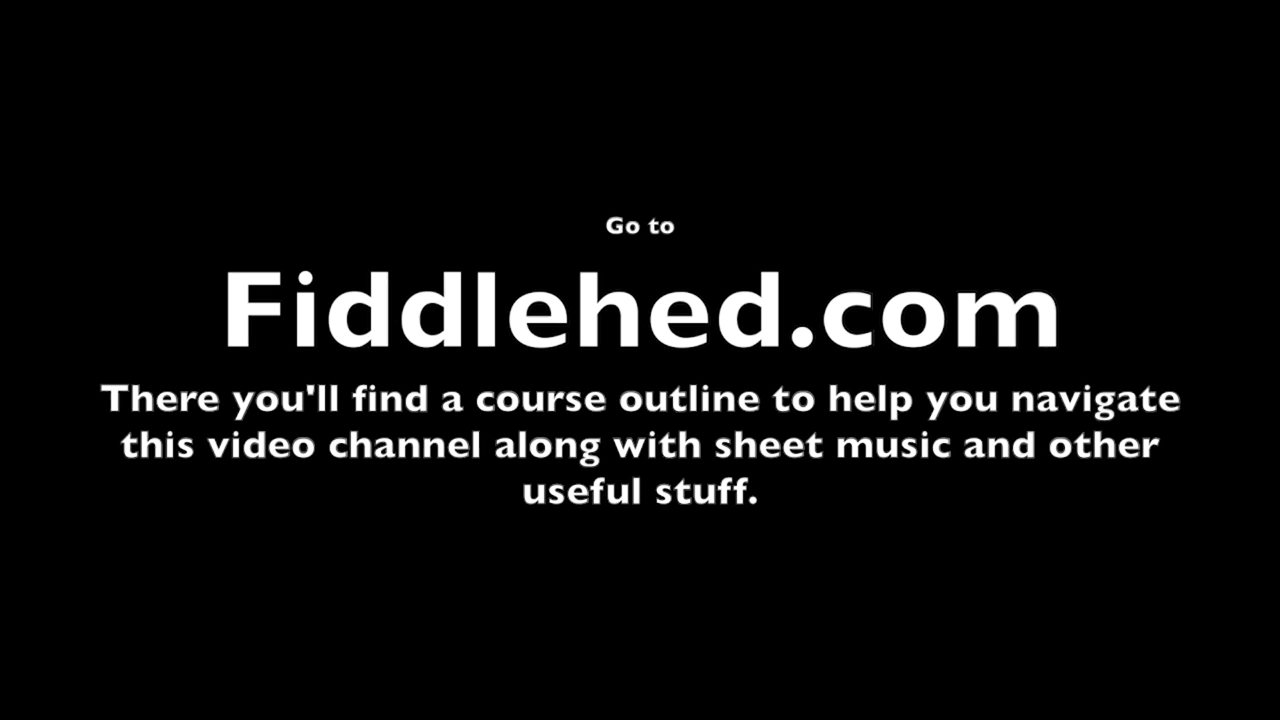 Go to
Fiddlehed.com
There you'll find a course outline to help you navigate
this video channel along with sheet music and other
useful stuff.